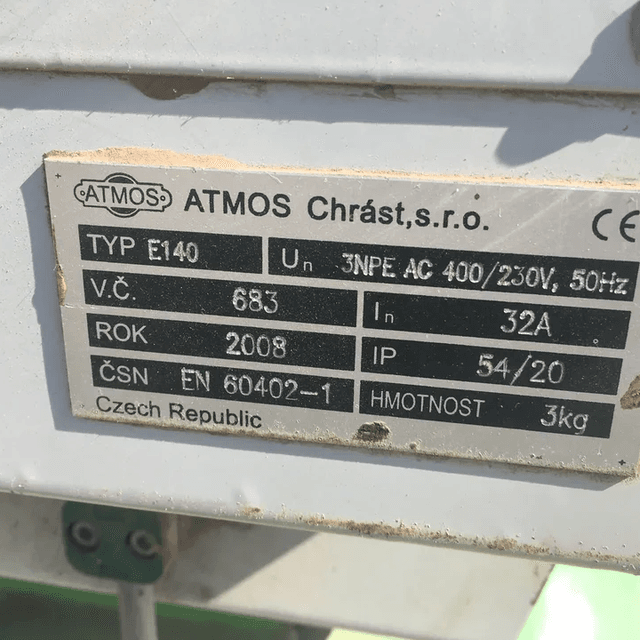 ATMOS ATMOS Chrást,s.r.o. CE
TYP E140 Un 3NPE AC 400/230V, 50Hz
V.Č. 683 In 32A
ROK 2008 IP 54/20
ČSN EN 60402-1 HMOTNOST 3kg
Czech Republic